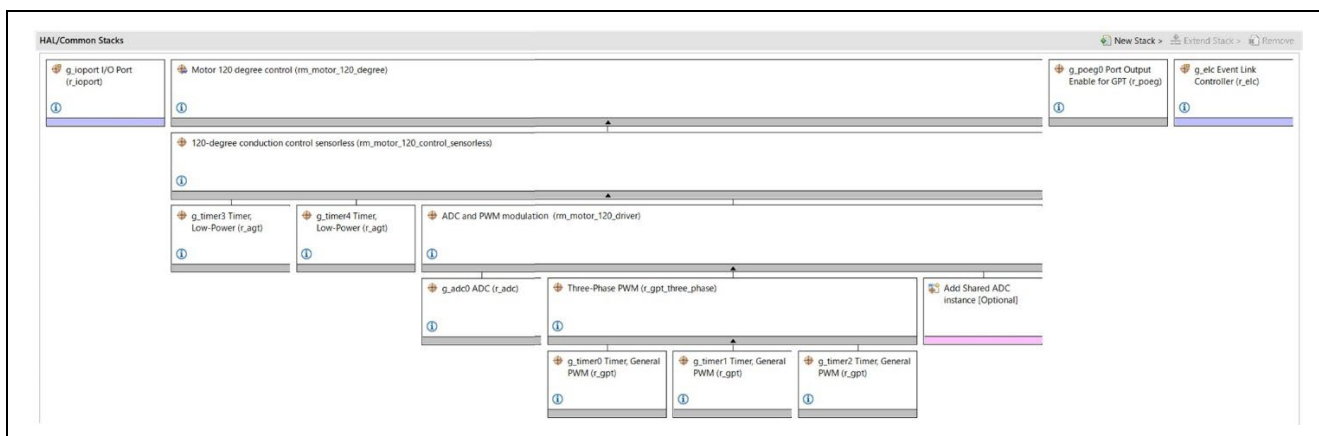 HAL/Common Stacks
New Stack >
Extend Stack >
Remove
g_ioport I/O Port
(r_ioport)
Motor 120 degree control (rm_motor_120_degree)
g_poeg0 Port Output
Enable for GPT (r_poeg)
g_elc Event Link
Controller (r_elc)
120-degree conduction control sensorless (rm_motor_120_control_sensorless)
g_timer3 Timer,
Low-Power (r_agt)
g_timer4 Timer,
Low-Power (r_agt)
ADC and PWM modulation (rm_motor_120_driver)
g_adc0 ADC (r_adc)
Three-Phase PWM (r_gpt_three_phase)
Add Shared ADC
instance [Optional]
g_timer0 Timer, General
PWM (r_gpt)
g_timer1 Timer, General
PWM (r_gpt)
g_timer2 Timer, General
PWM (r_gpt)